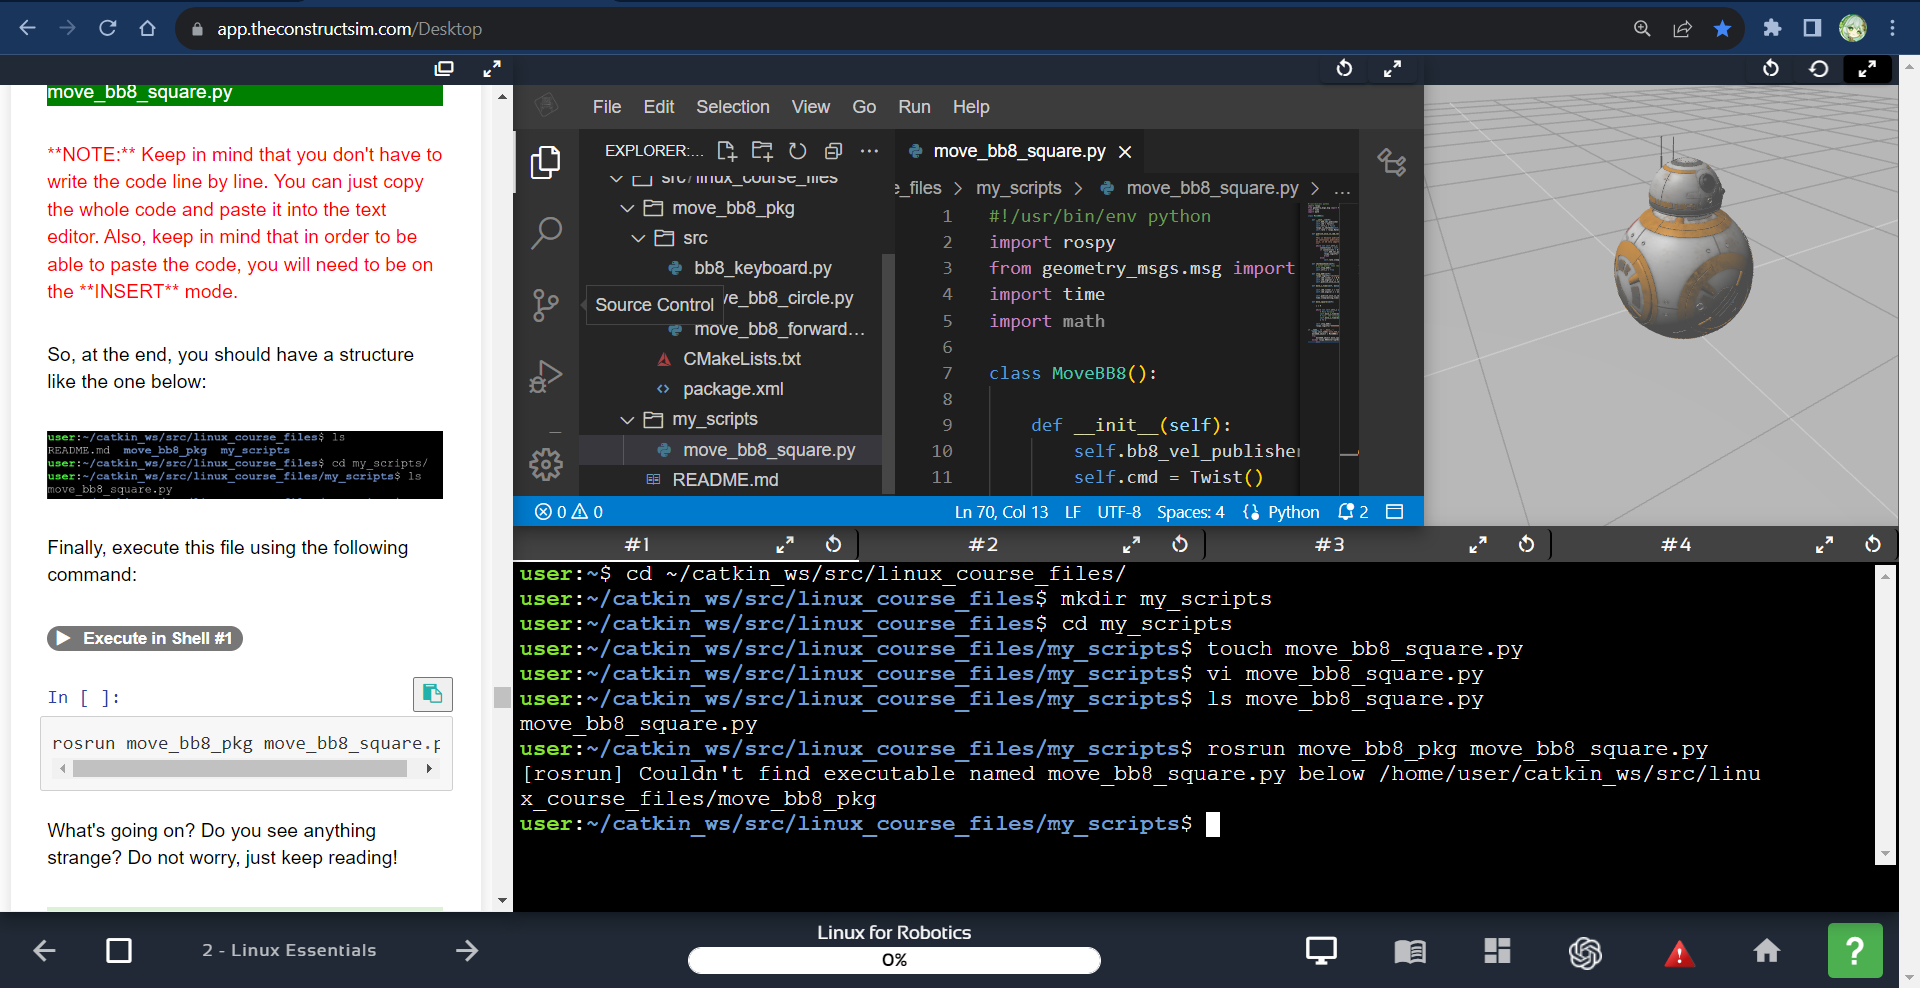 app.theconstructsim.com/Desktop
move_bb8_square.py
**NOTE:** Keep in mind that you don't have to
write the code line by line. You can just copy
the whole code and paste it into the text
editor. Also, keep in mind that in order to be
able to paste the code, you will need to be on
the **INSERT** mode.
So, at the end, you should have a structure
like the one below:
user:~/catkin_ws/src/linux_course_files$ ls
README.md move_bb8_pkg my_scripts
user:~/catkin_ws/src/linux_course_files$ cd my_scripts/
user:~/catkin_ws/src/linux_course_files/my_scripts$ ls
move_bb8_square.py
Finally, execute this file using the following
command:
Execute in Shell #1
In [ ]:
rosrun move_bb8_pkg move_bb8_square.p
What's going on? Do you see anything
strange? Do not worry, just keep reading!
File Edit Selection View Go Run Help
EXPLORER:...
src/linux_course_files
move_bb8_pkg
src
bb8_keyboard.py
ve_bb8_circle.py
move_bb8_forward...
CMakeLists.txt
package.xml
my_scripts
move_bb8_square.py
README.md
Source Control
move_bb8_square.py
e_files > my_scripts > move_bb8_square.py > ...
1 #!/usr/bin/env python
2 import rospy
3 from geometry_msgs.msg import
4 import time
5 import math
6
7 class MoveBB8():
8
9 def __init__(self):
10 self.bb8_vel_publisher
11 self.cmd = Twist()
0 0
Ln 70, Col 13 LF UTF-8 Spaces: 4 Python 2
#1 #2 #3 #4
user:~$ cd ~/catkin_ws/src/linux_course_files/
user:~/catkin_ws/src/linux_course_files$ mkdir my_scripts
user:~/catkin_ws/src/linux_course_files$ cd my_scripts
user:~/catkin_ws/src/linux_course_files/my_scripts$ touch move_bb8_square.py
user:~/catkin_ws/src/linux_course_files/my_scripts$ vi move_bb8_square.py
user:~/catkin_ws/src/linux_course_files/my_scripts$ ls move_bb8_square.py
move_bb8_square.py
user:~/catkin_ws/src/linux_course_files/my_scripts$ rosrun move_bb8_pkg move_bb8_square.py
[rosrun] Couldn't find executable named move_bb8_square.py below /home/user/catkin_ws/src/linu
x_course_files/move_bb8_pkg
user:~/catkin_ws/src/linux_course_files/my_scripts$
2 - Linux Essentials
Linux for Robotics
0%
?